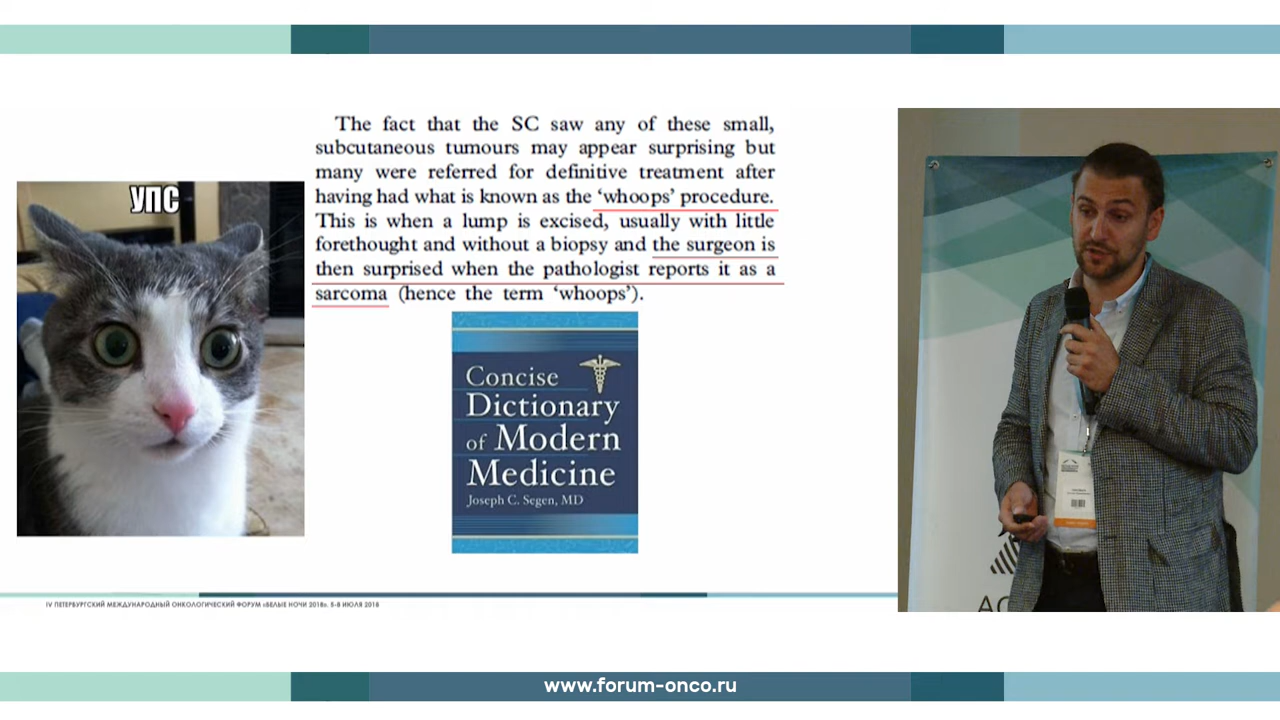 УПС
The fact that the SC saw any of these small,
subcutaneous tumours may appear surprising but
many were referred for definitive treatment after
having had what is known as the ‘whoops’ procedure.
This is when a lump is excised, usually with little
forethought and without a biopsy and the surgeon is
then surprised when the pathologist reports it as a
sarcoma (hence the term ‘whoops’).
Concise
Dictionary
of Modern
Medicine
Joseph C. Segen, MD
IV ПЕТЕРБУРГСКИЙ МЕЖДУНАРОДНЫЙ ОНКОЛОГИЧЕСКИЙ ФОРУМ «БЕЛЫЕ НОЧИ 2018». 5-8 ИЮЛЯ 2018
www.forum-onco.ru